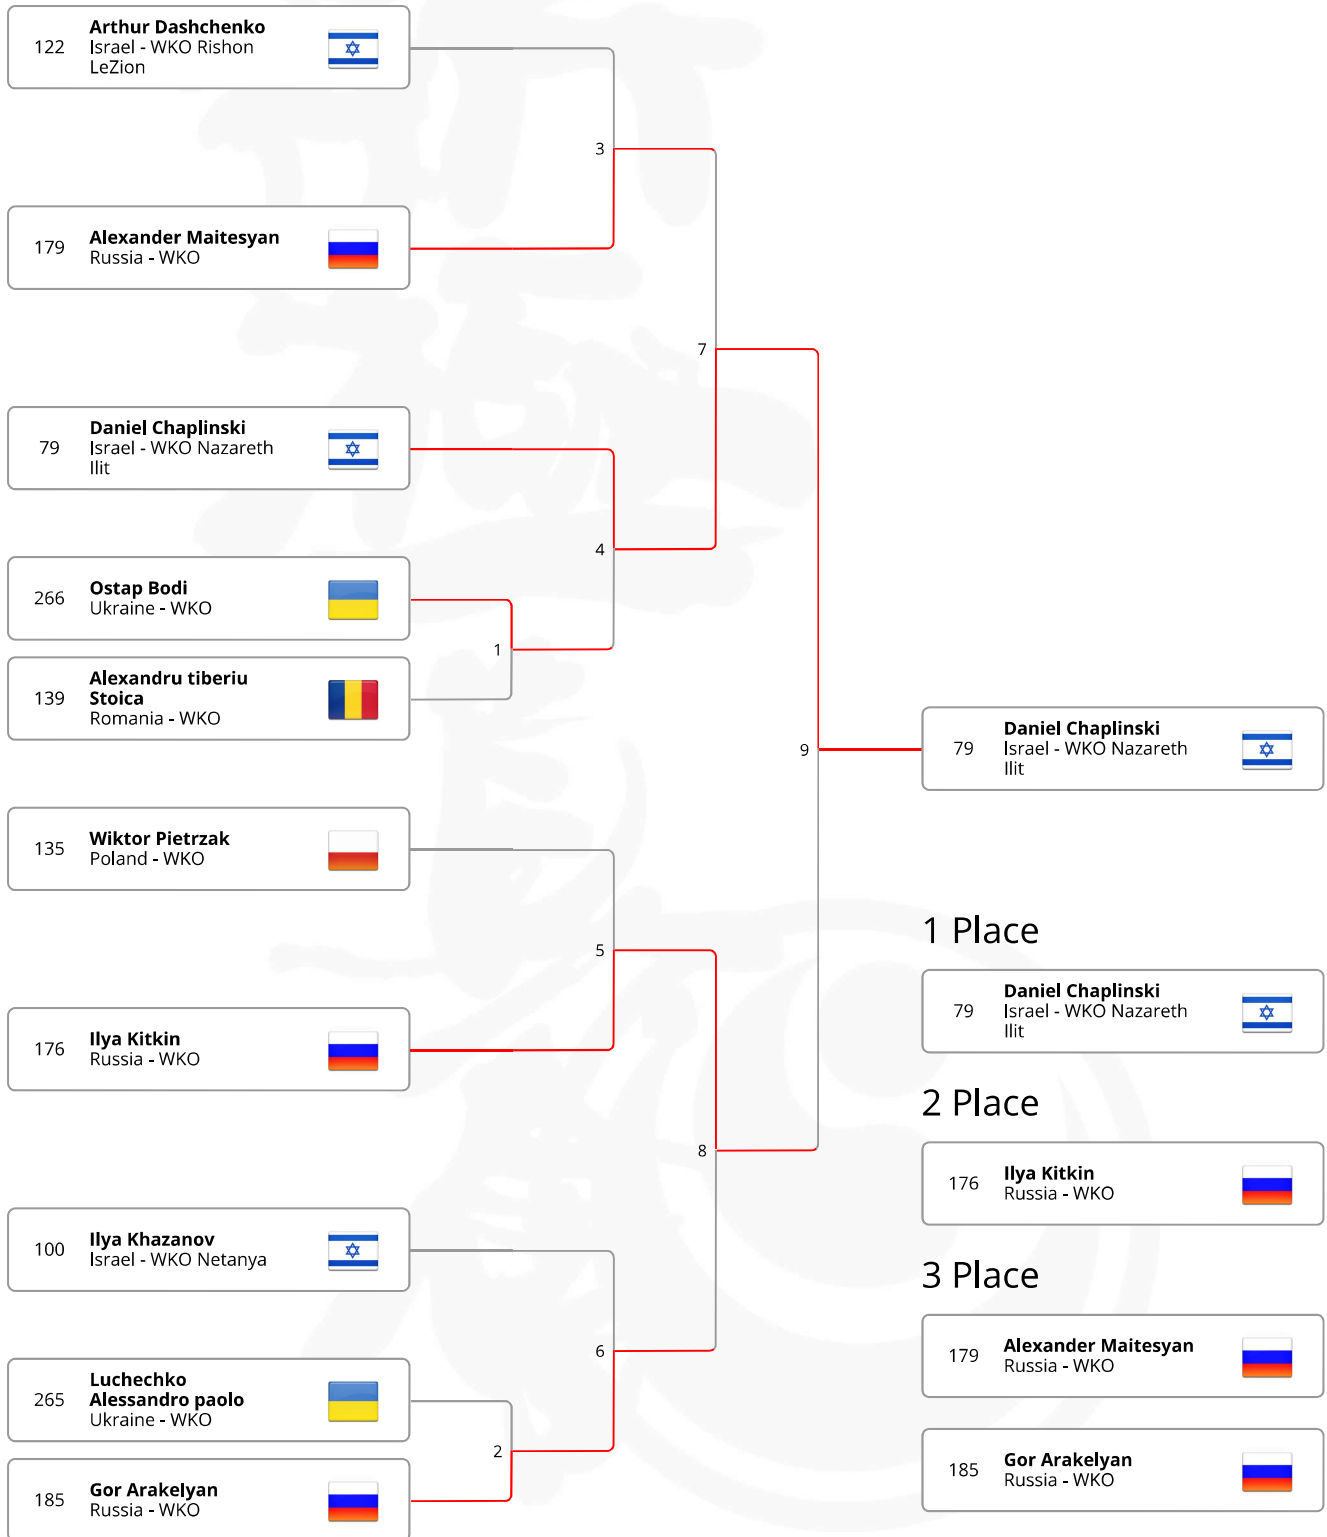 122
Arthur Dashchenko
Israel - WKO Rishon
LeZion
3
179
Alexander Maitesyan
Russia - WKO
7
79
Daniel Chaplinski
Israel - WKO Nazareth
Ilit
4
266
Ostap Bodi
Ukraine - WKO
1
139
Alexandru tiberiu
Stoica
Romania - WKO
9
79
Daniel Chaplinski
Israel - WKO Nazareth
Ilit
135
Wiktor Pietrzak
Poland - WKO
5
176
Ilya Kitkin
Russia - WKO
8
100
Ilya Khazanov
Israel - WKO Netanya
6
265
Luchechko
Alessandro paolo
Ukraine - WKO
2
185
Gor Arakelyan
Russia - WKO
1 Place
79
Daniel Chaplinski
Israel - WKO Nazareth
Ilit
2 Place
176
Ilya Kitkin
Russia - WKO
3 Place
179
Alexander Maitesyan
Russia - WKO
185
Gor Arakelyan
Russia - WKO